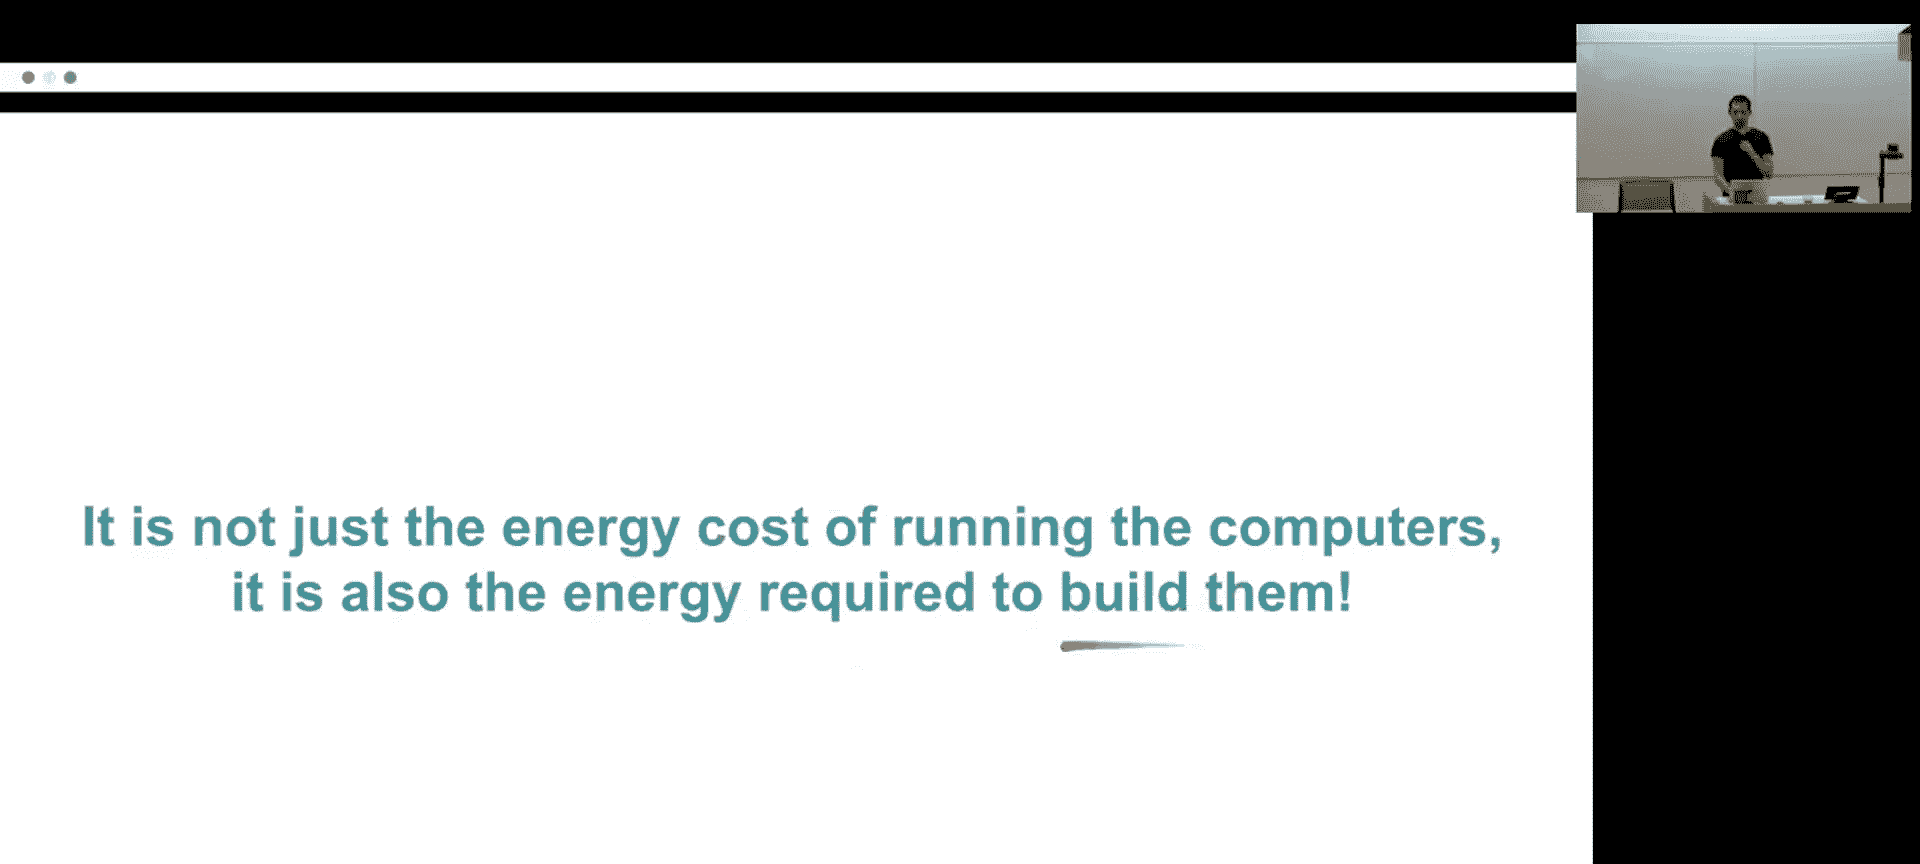 It is not just the energy cost of running the computers,
it is also the energy required to build them!